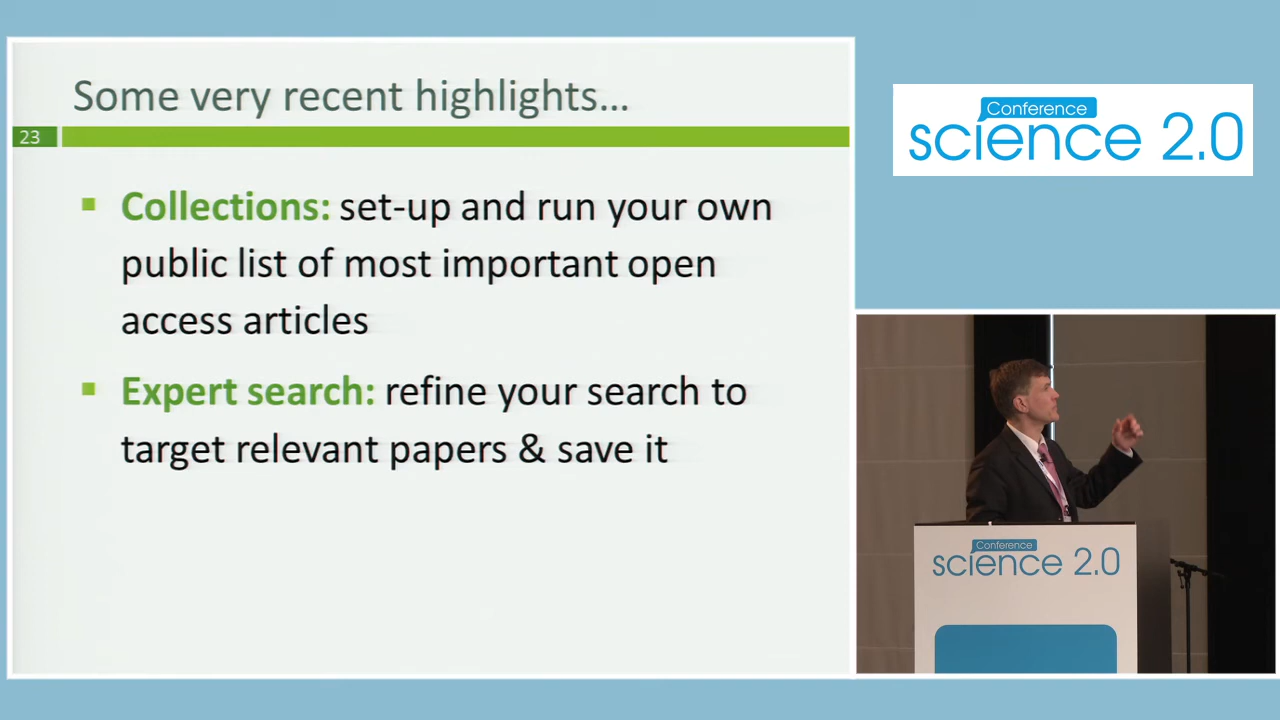 Some very recent highlights...
23
Collections: set-up and run your own
public list of most important open
access articles
Expert search: refine your search to
target relevant papers & save it
Conference
science 2.0
Conference
science 2.0